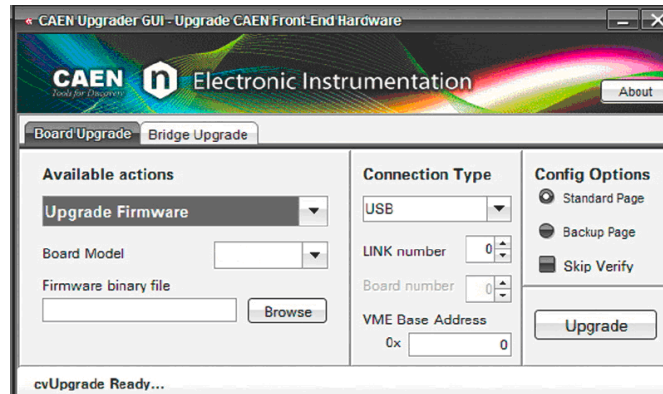 CAEN Upgrader GUI - Upgrade CAEN Front-End Hardware
CAEN n Electronic Instrumentation
Tools for Discovery
About
Board Upgrade Bridge Upgrade
Available actions
Upgrade Firmware
Board Model
Firmware binary file
Browse
Connection Type
USB
LINK number 0
Board number 0
VME Base Address
0x 0
Config Options
Standard Page
Backup Page
Skip Verify
Upgrade
cvUpgrade Ready...